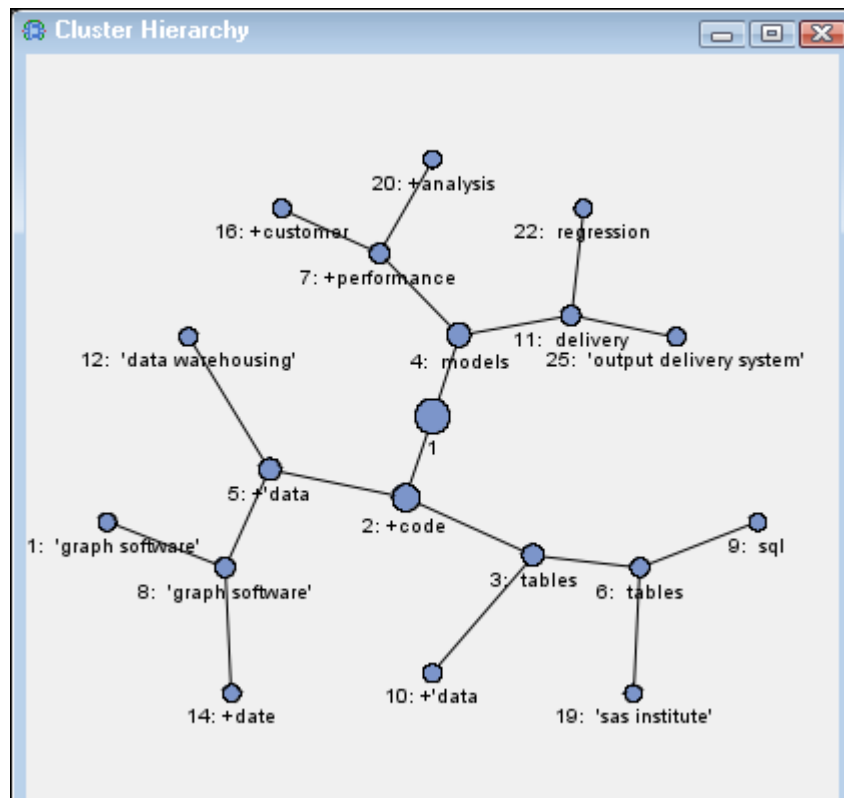 Cluster Hierarchy
20: +analysis
16: +customer
22: regression
7: +performance
11: delivery
12: 'data warehousing'
4: models
25: 'output delivery system'
1
5: +'data
2: +code
1: 'graph software'
9: sql
3: tables
8: 'graph software'
6: tables
10: +'data
14: +date
19: 'sas institute'